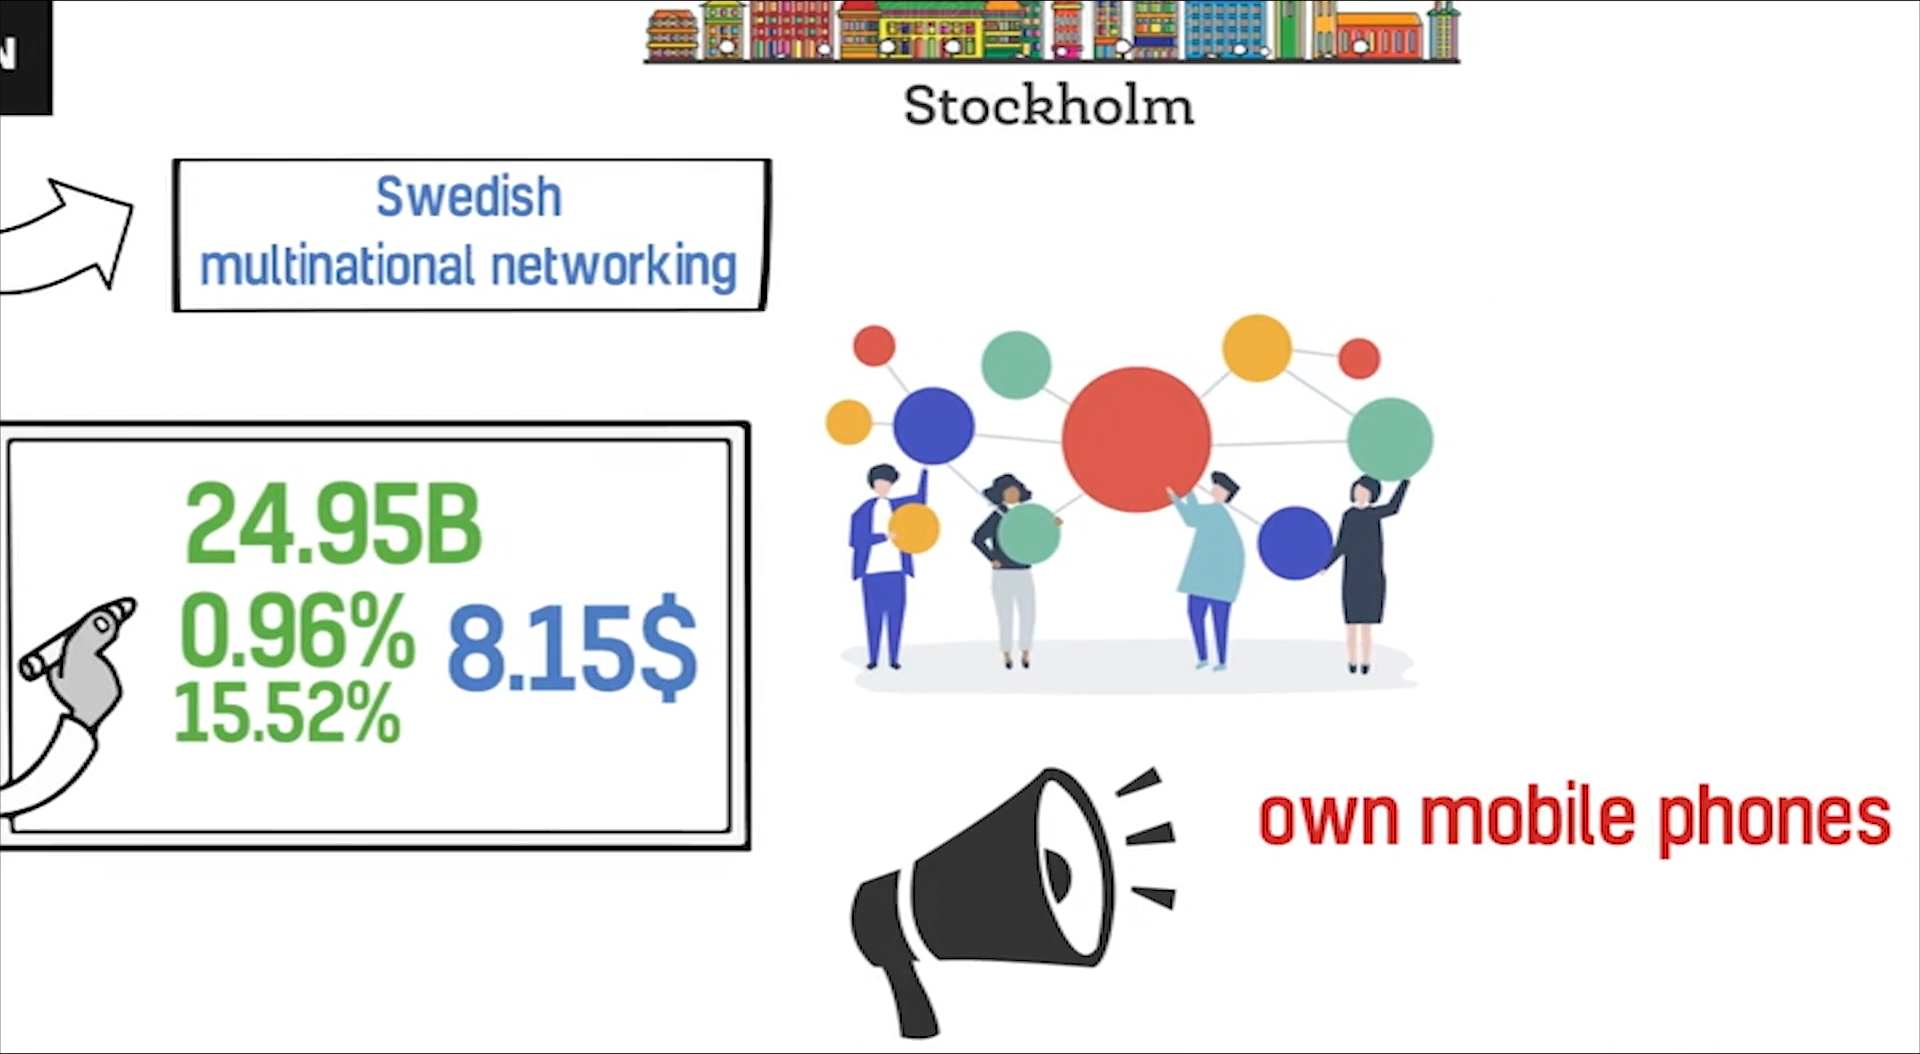 N
Stockholm
Swedish
multinational networking
24.95B
0.96%
8.15$
15.52%
own mobile phones